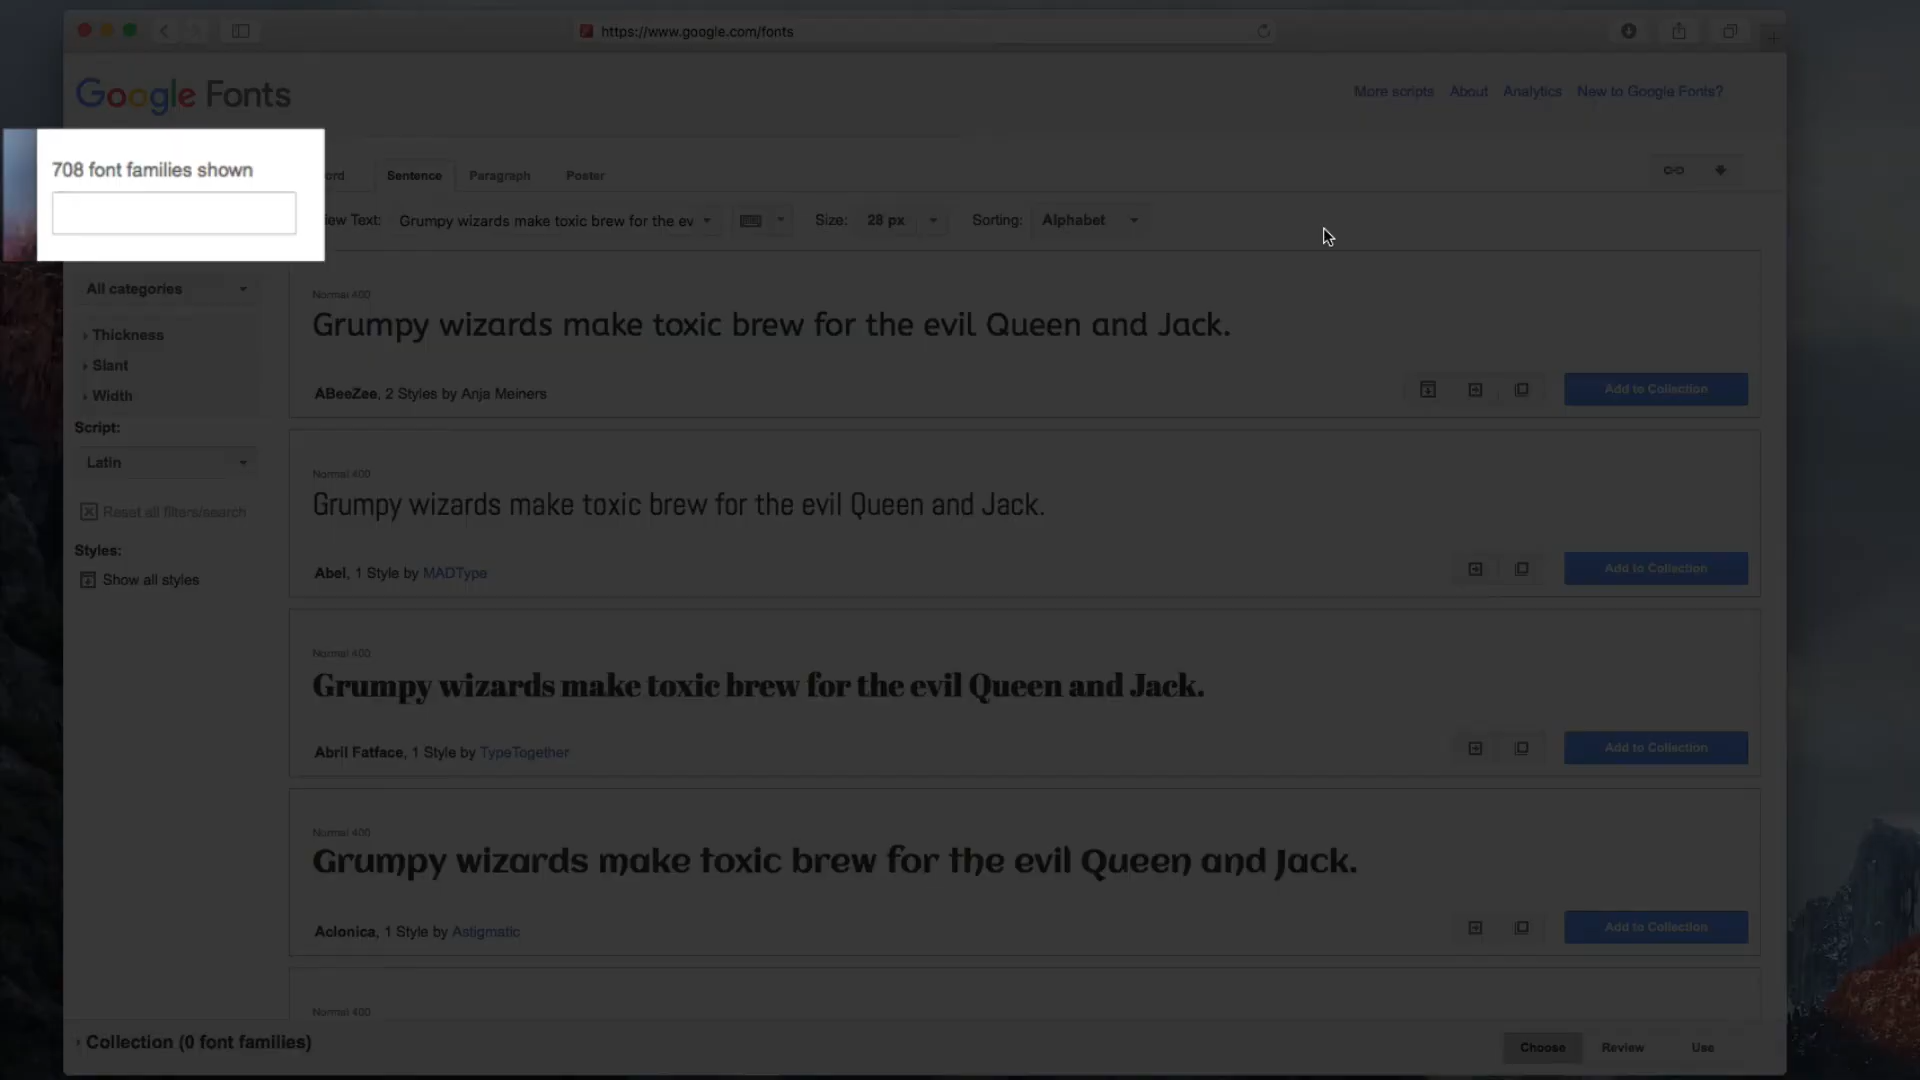 https://www.google.com/fonts
Google Fonts
More scripts About Analytics New to Google Fonts?
708 font families shown
ord Sentence Paragraph Poster
ew Text: Grumpy wizards make toxic brew for the ev Size: 28 px Sorting: Alphabet
All categories
Thickness
Slant
Width
Script:
Latin
Reset all filters/search
Styles:
Show all styles
Normal 400
Grumpy wizards make toxic brew for the evil Queen and Jack.
ABeeZee, 2 Styles by Anja Meiners
Add to Collection
Normal 400
Grumpy wizards make toxic brew for the evil Queen and Jack.
Abel, 1 Style by MADType
Add to Collection
Normal 400
Grumpy wizards make toxic brew for the evil Queen and Jack.
Abril Fatface, 1 Style by TypeTogether
Add to Collection
Normal 400
Grumpy wizards make toxic brew for the evil Queen and Jack.
Aclonica, 1 Style by Astigmatic
Add to Collection
Normal 400
Collection (0 font families)
Choose Review Use